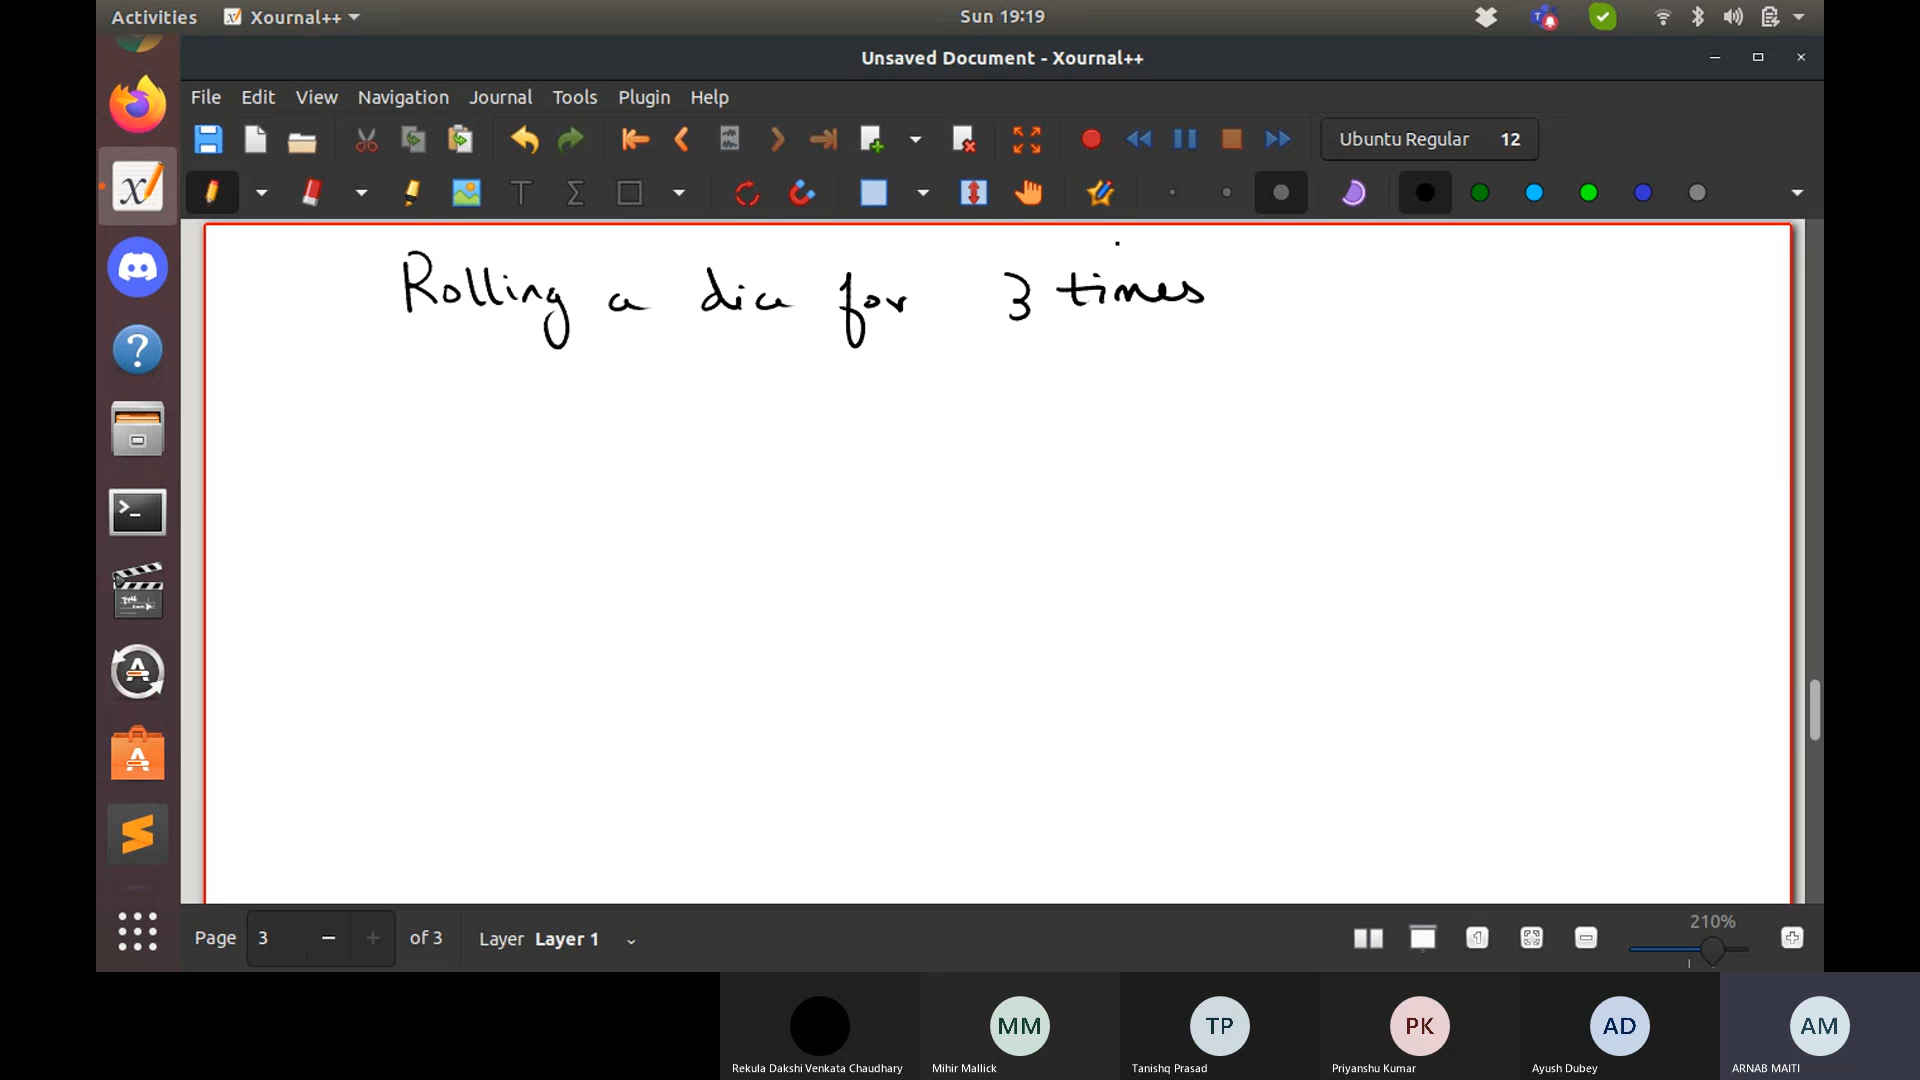 Activities Xournal++ Sun 19:19
Unsaved Document - Xournal++
File Edit View Navigation Journal Tools Plugin Help
Ubuntu Regular 12
Rolling a dice for 3 times
Page 3 of 3 Layer Layer 1 210%
MM TP PK AD AM
Rekula Dakshi Venkata Chaudhary Mihir Mallick Tanishq Prasad Priyanshu Kumar Ayush Dubey ARNAB MAITI